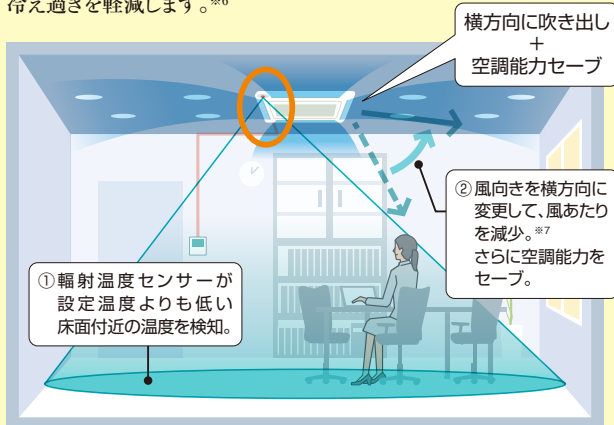 冷え過ぎを軽減します。※6
横方向に吹き出し
＋
空調能力セーブ
②風向きを横方向に
変更して、風あたり
を減少。※7
さらに空調能力を
セーブ。
①輻射温度センサーが
設定温度よりも低い
床面付近の温度を検知。